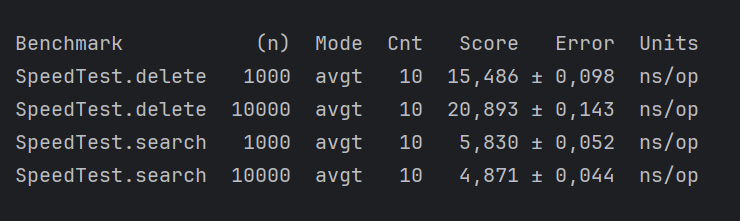 Benchmark (n) Mode Cnt Score Error Units
SpeedTest.delete 1000 avgt 10 15,486 ± 0,098 ns/op
SpeedTest.delete 10000 avgt 10 20,893 ± 0,143 ns/op
SpeedTest.search 1000 avgt 10 5,830 ± 0,052 ns/op
SpeedTest.search 10000 avgt 10 4,871 ± 0,044 ns/op